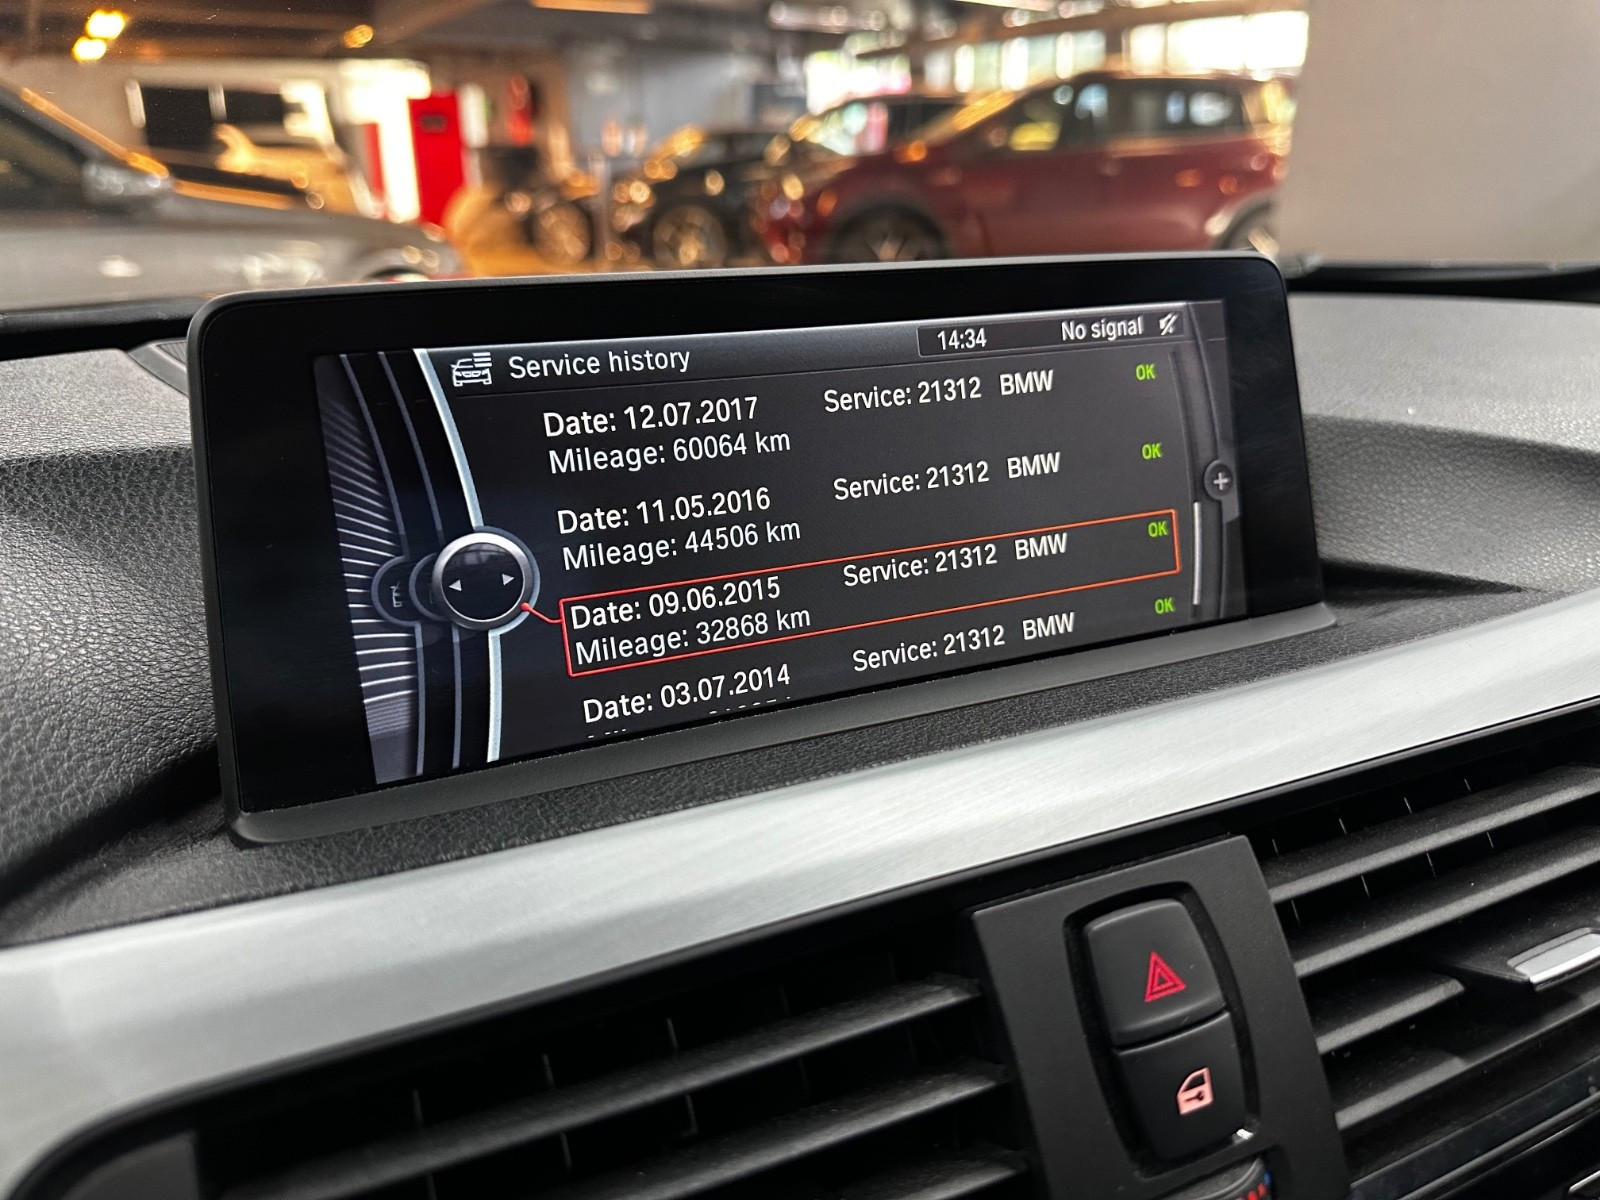 Service history 14:34 No signal
Date: 12.07.2017 Service: 21312 BMW OK
Mileage: 60064 km
Date: 11.05.2016 Service: 21312 BMW OK
Mileage: 44506 km
Date: 09.06.2015 Service: 21312 BMW OK
Mileage: 32868 km
Date: 03.07.2014 Service: 21312 BMW OK